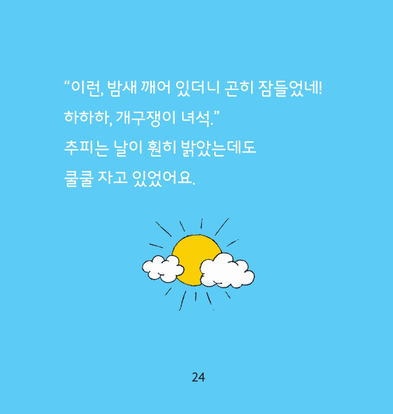 “이런, 밤새 깨어 있더니 곤히 잠들었네!
하하하, 개구쟁이 녀석.”
추피는 날이 훤히 밝았는데도
쿨쿨 자고 있었어요.
24